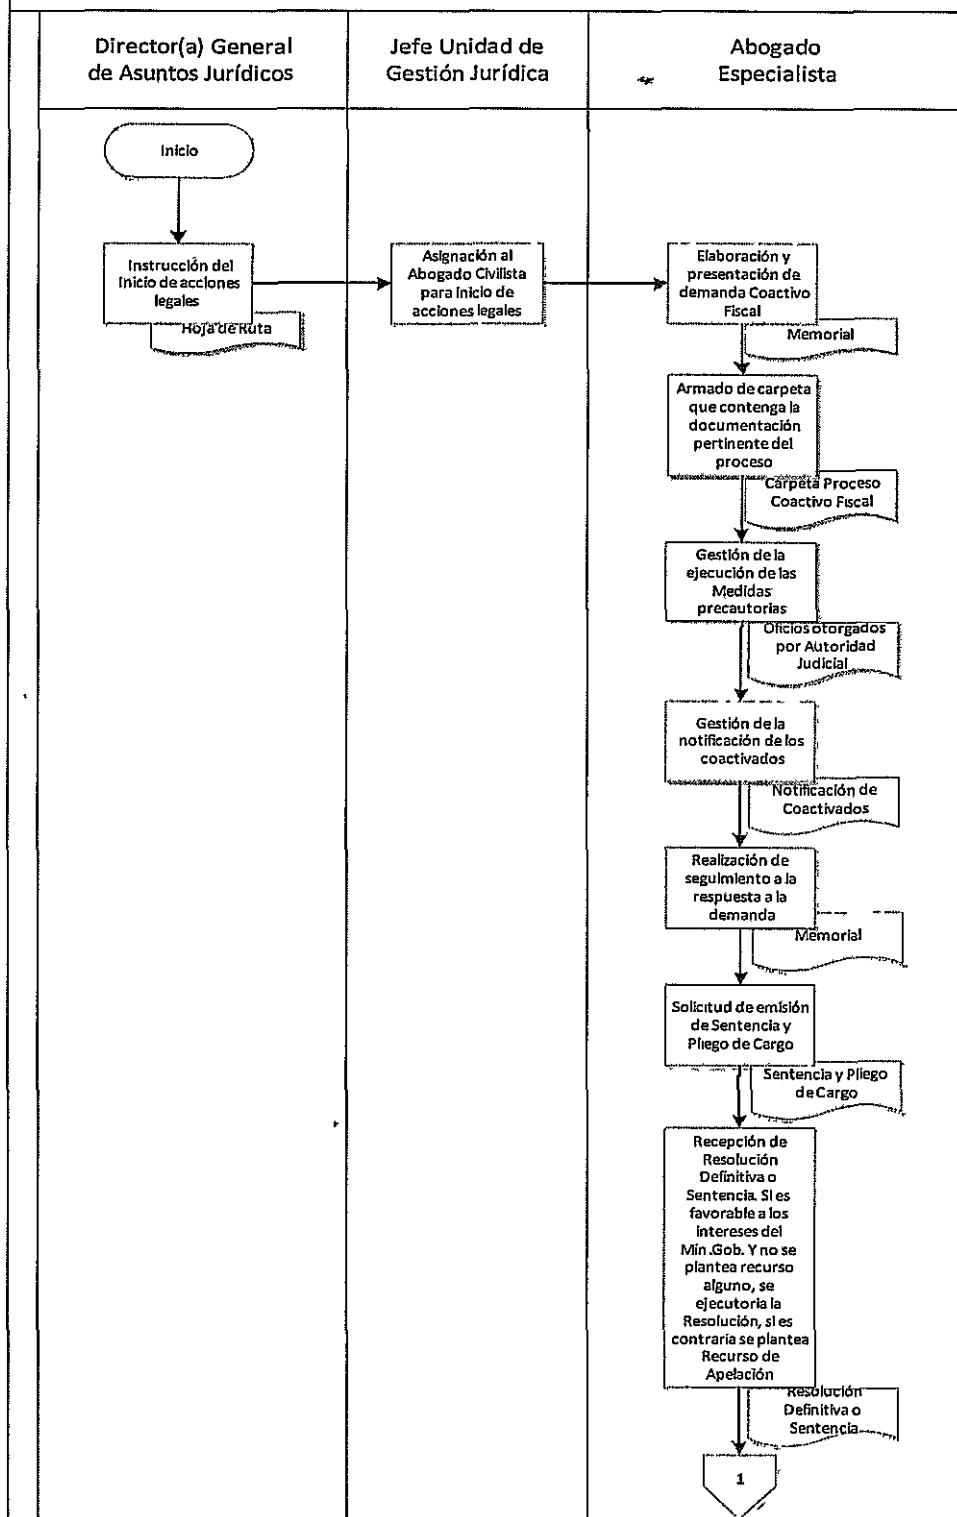 Director(a) General
de Asuntos Jurídicos
Jefe Unidad de
Gestión Jurídica
Abogado
Especialista
Inicio
Instrucción del
Inicio de acciones
legales
Hoja de Ruta
Asignación al
Abogado Civilista
para inicio de
acciones legales
Elaboración y
presentación de
demanda Coactivo
Fiscal
Memorial
Armado de carpeta
que contenga la
documentación
pertinente del
proceso
Carpeta Proceso
Coactivo Fiscal
Gestión de la
ejecución de las
Medidas
precautorias
Oficios otorgados
por Autoridad
Judicial
Gestión de la
notificación de los
coactivados
Notificación de
Coactivados
Realización de
seguimiento a la
respuesta a la
demanda
Memorial
Solicitud de emisión
de Sentencia y
Pliego de Cargo
Sentencia y Pliego
de Cargo
Recepción de
Resolución
Definitiva o
Sentencia. Si es
favorable a los
intereses del
Min.Gob. Y no se
plantea recurso
alguno, se
ejecutoria la
Resolución, si es
contraria se plantea
Recurso de
Apelación
Resolución
Definitiva o
Sentencia
1